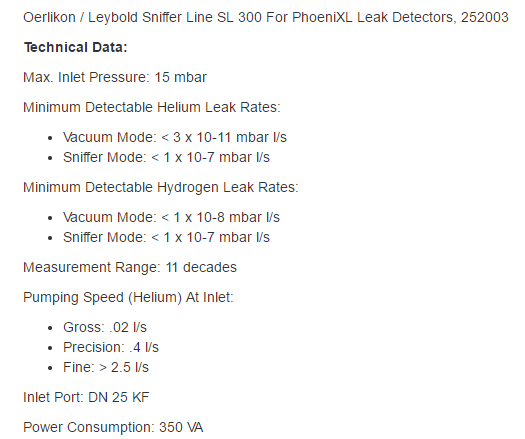 Oerlikon / Leybold Sniffer Line SL 300 For PhoeniXL Leak Detectors, 252003
Technical Data:
Max. Inlet Pressure: 15 mbar
Minimum Detectable Helium Leak Rates:
• Vacuum Mode: < 3 x 10-11 mbar l/s
• Sniffer Mode: < 1 x 10-7 mbar l/s
Minimum Detectable Hydrogen Leak Rates:
• Vacuum Mode: < 1 x 10-8 mbar l/s
• Sniffer Mode: < 1 x 10-7 mbar l/s
Measurement Range: 11 decades
Pumping Speed (Helium) At Inlet:
• Gross: .02 l/s
• Precision: .4 l/s
• Fine: > 2.5 l/s
Inlet Port: DN 25 KF
Power Consumption: 350 VA